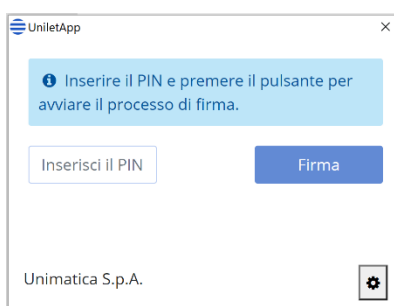 UniletApp
Inserire il PIN e premere il pulsante per
avviare il processo di firma.
Inserisci il PIN
Firma
Unimatica S.p.A.